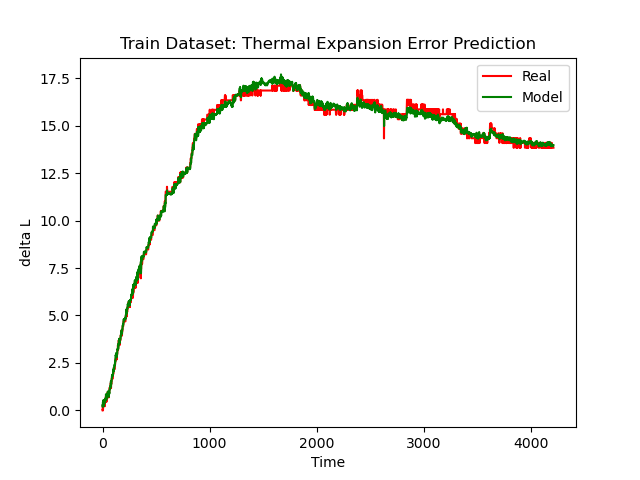 Train Dataset: Thermal Expansion Error Prediction
Real
Model
delta L
17.5
15.0
12.5
10.0
7.5
5.0
2.5
0.0
0 1000 2000 3000 4000
Time